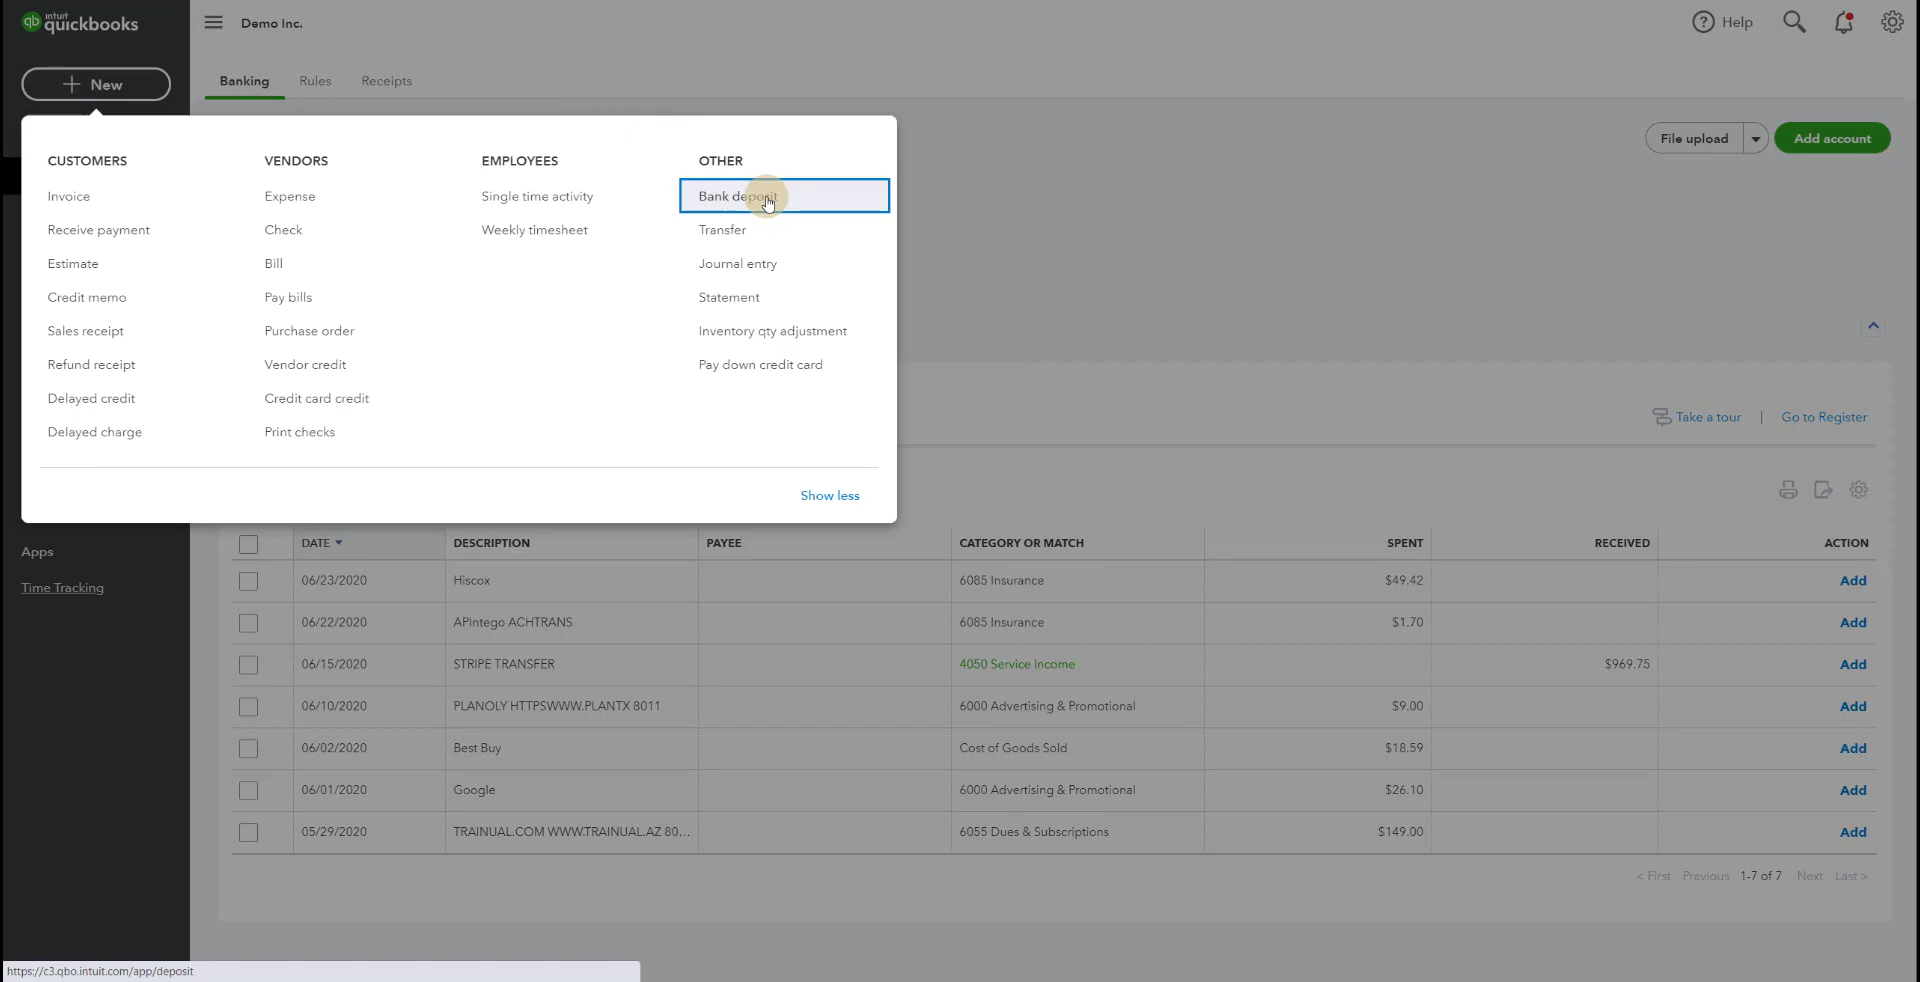 intuit
quickbooks
Demo Inc.
Help
New
Banking Rules Receipts
File upload
Add account
CUSTOMERS VENDORS EMPLOYEES OTHER
Invoice Expense Single time activity Bank deposit
Receive payment Check Weekly timesheet Transfer
Estimate Bill Journal entry
Credit memo Pay bills Statement
Sales receipt Purchase order Inventory qty adjustment
Refund receipt Vendor credit Pay down credit card
Delayed credit Credit card credit
Delayed charge Print checks
Take a tour | Go to Register
Show less
Apps
Time Tracking
DATE DESCRIPTION PAYEE CATEGORY OR MATCH SPENT RECEIVED ACTION
06/23/2020 Hiscox 6085 Insurance $49.42 Add
06/22/2020 APIntego ACHTRANS 6085 Insurance $1.70 Add
06/15/2020 STRIPE TRANSFER 4050 Service Income $969.75 Add
06/10/2020 PLANOLY HTTPSWWW.PLANTX 8011 6000 Advertising & Promotional $9.00 Add
06/02/2020 Best Buy Cost of Goods Sold $18.59 Add
06/01/2020 Google 6000 Advertising & Promotional $26.10 Add
05/29/2020 TRAINUAL.COM WWW.TRAINUAL.AZ 80... 6055 Dues & Subscriptions $149.00 Add
< First Previous 1-7 of 7 Next Last >
https://c3.qbo.intuit.com/app/deposit